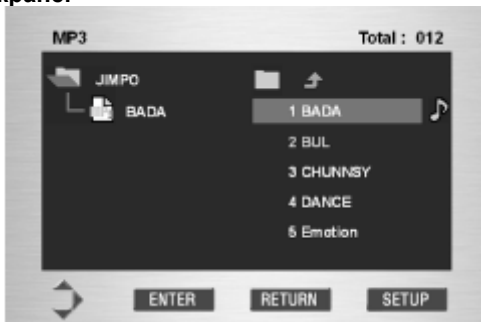 MP3 Total : 012
JIMPO
BADA
1 BADA
2 BUL
3 CHUNNSY
4 DANCE
5 Emotion
ENTER RETURN SETUP